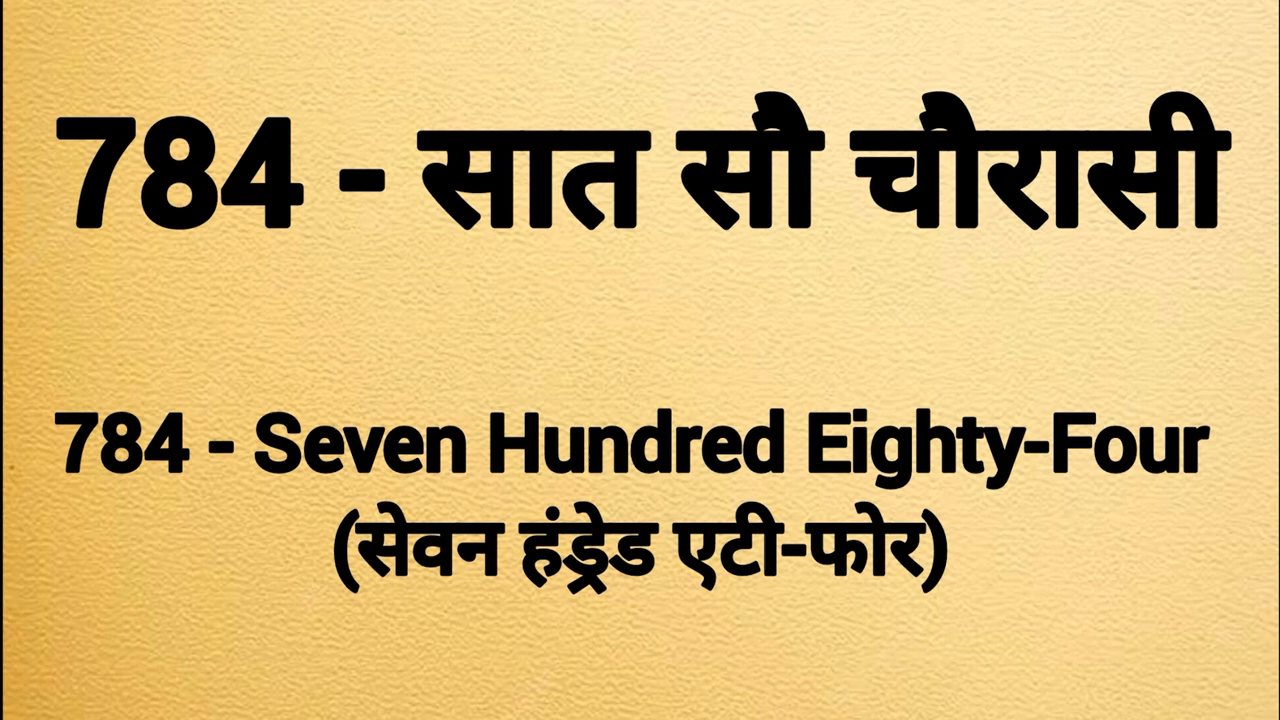 784 - सात सौ चौरासी
784 - Seven Hundred Eighty-Four
(सेवन हंड्रेड एटी-फोर)